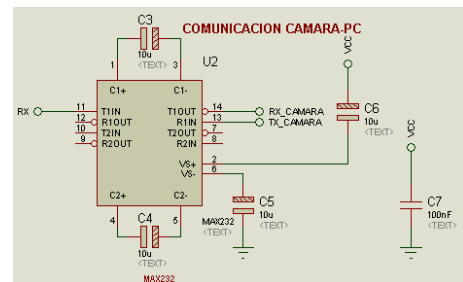 C3
COMUNICACION CAMARA-PC
10u
<TEXT>
U2
VCC
1
3
C1+
C1-
RX
11
T1IN
T1OUT
14
RX_CAMARA
12
R1OUT
R1IN
13
TX_CAMARA
10
T2IN
T2OUT
7
9
R2OUT
R2IN
8
C6
10u
<TEXT>
VCC
VS+
2
VS-
6
C2+
C2-
4
5
C4
10u
<TEXT>
MAX232
<TEXT>
C5
10u
<TEXT>
C7
100nF
<TEXT>
MAX232